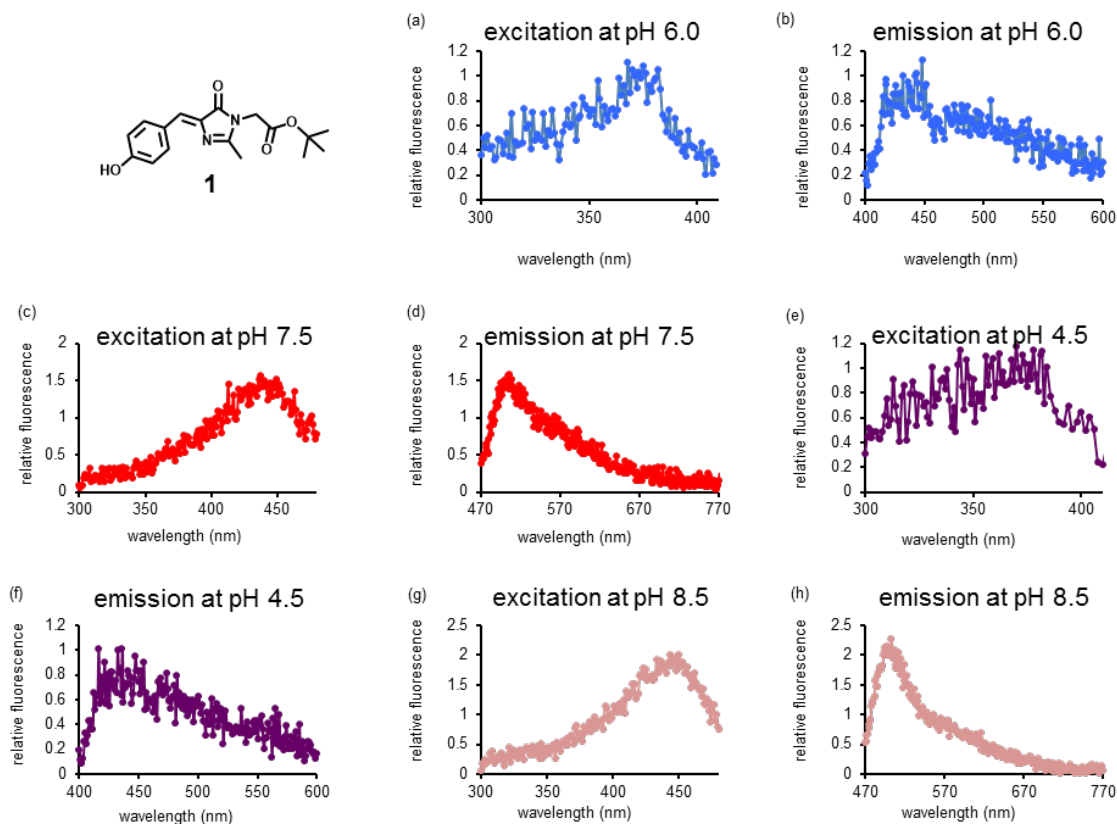 (a)
excitation at pH 6.0
relative fluorescence
1.2
1
0.8
0.6
0.4
0.2
0
300 350 400
wavelength (nm)
(b)
emission at pH 6.0
relative fluorescence
1.2
1
0.8
0.6
0.4
0.2
0
400 450 500 550 600
wavelength (nm)
O
N
O
O
N
HO
1
(c)
excitation at pH 7.5
relative fluorescence
2
1.5
1
0.5
0
300 350 400 450
wavelength (nm)
(d)
emission at pH 7.5
relative fluorescence
2
1.5
1
0.5
0
470 570 670 770
wavelength (nm)
(e)
excitation at pH 4.5
relative fluorescence
1.2
1
0.8
0.6
0.4
0.2
0
300 350 400
wavelength (nm)
(f)
emission at pH 4.5
relative fluorescence
1.2
1
0.8
0.6
0.4
0.2
0
400 450 500 550 600
wavelength (nm)
(g)
excitation at pH 8.5
relative fluorescence
2.5
2
1.5
1
0.5
0
300 350 400 450
wavelength (nm)
(h)
emission at pH 8.5
relative fluorescence
2.5
2
1.5
1
0.5
0
470 570 670 770
wavelength (nm)